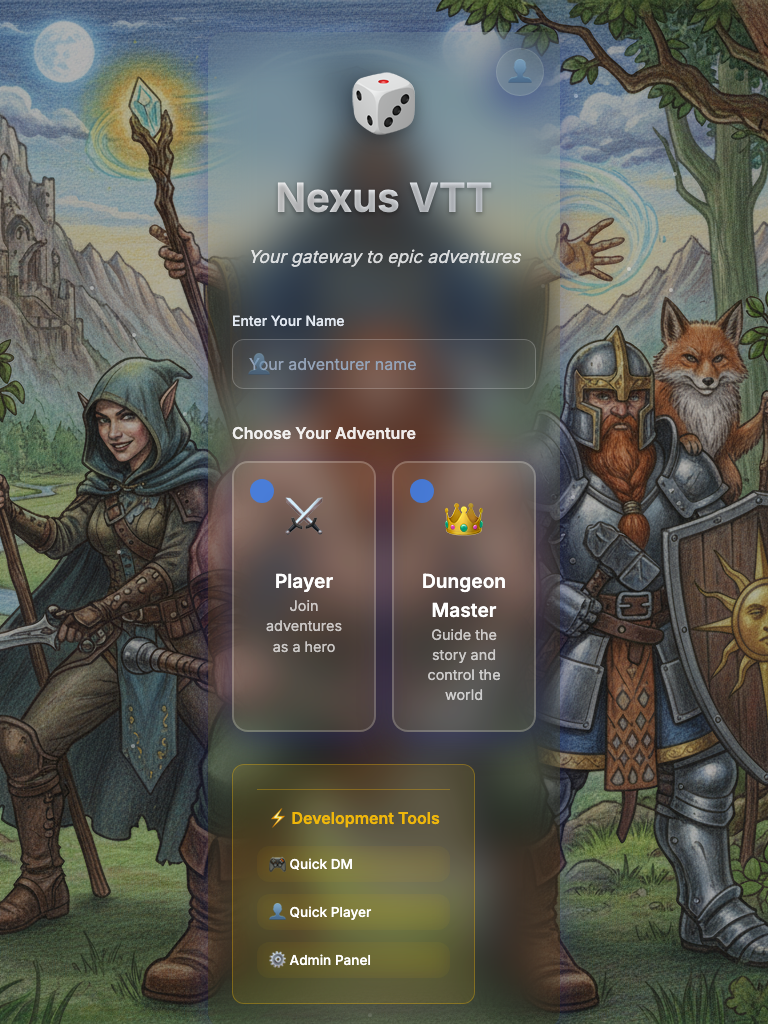 Nexus VTT
Your gateway to epic adventures
Enter Your Name
Your adventurer name
Choose Your Adventure
Player
Join
adventures
as a hero
Dungeon
Master
Guide the
story and
control the
world
⚡ Development Tools
🎮 Quick DM
👤 Quick Player
⚙️ Admin Panel